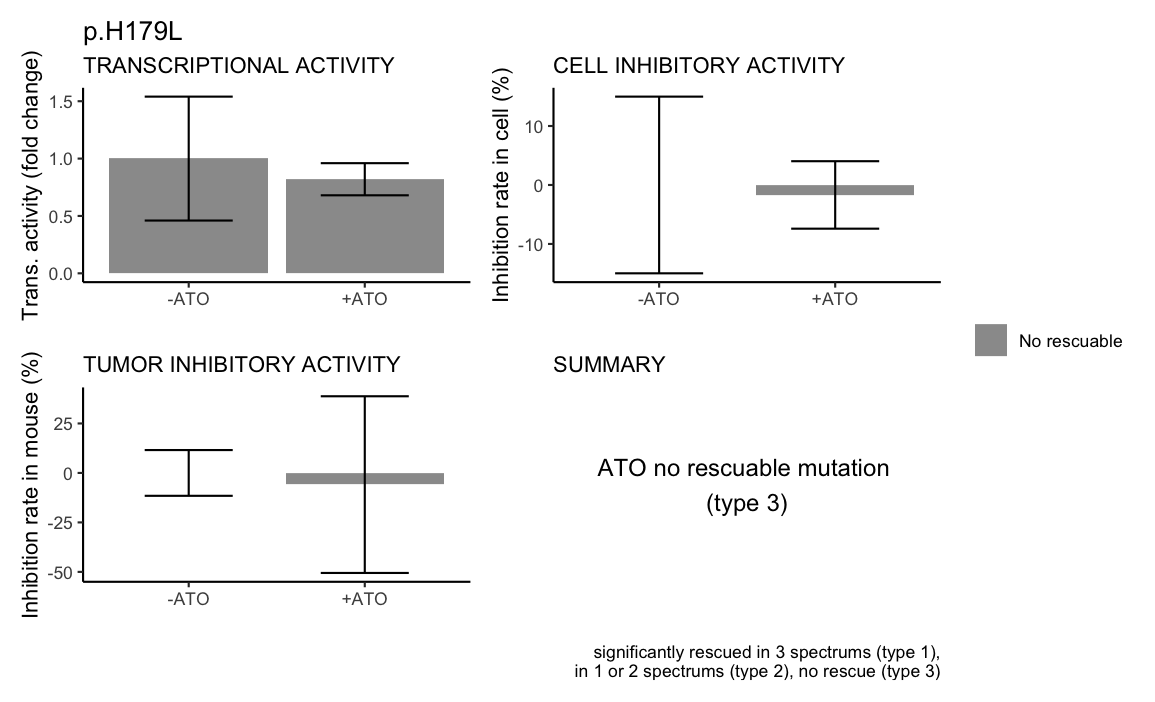 p.H179L
TRANSCRIPTIONAL ACTIVITY
Trans. activity (fold change)
1.5
1.0
0.5
0.0
-ATO
+ATO
CELL INHIBITORY ACTIVITY
Inhibition rate in cell (%)
10
0
-10
-ATO
+ATO
No rescuable
TUMOR INHIBITORY ACTIVITY
Inhibition rate in mouse (%)
25
0
-25
-50
-ATO
+ATO
SUMMARY
ATO no rescuable mutation
(type 3)
significantly rescued in 3 spectrums (type 1),
in 1 or 2 spectrums (type 2), no rescue (type 3)